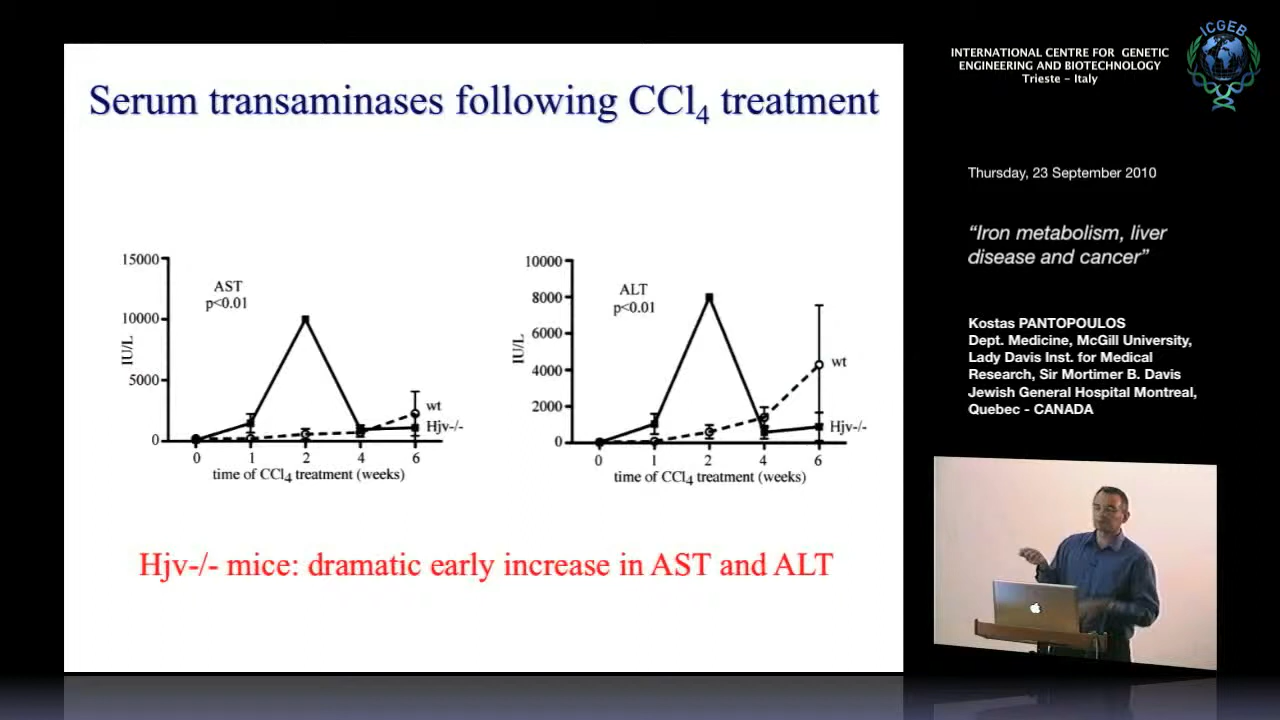 Serum transaminases following CCl4 treatment
15000
10000
5000
0
IU/L
AST
p<0.01
wt
Hjv-/-
0 1 2 4 6
time of CCl4 treatment (weeks)
10000
8000
6000
4000
2000
0
IU/L
ALT
p<0.01
wt
Hjv-/-
0 1 2 4 6
time of CCl4 treatment (weeks)
Hjv-/- mice: dramatic early increase in AST and ALT
INTERNATIONAL CENTRE FOR GENETIC
ENGINEERING AND BIOTECHNOLOGY
Trieste - Italy
ICGEB
Thursday, 23 September 2010
“Iron metabolism, liver
disease and cancer”
Kostas PANTOPOULOS
Dept. Medicine, McGill University,
Lady Davis Inst. for Medical
Research, Sir Mortimer B. Davis
Jewish General Hospital Montreal,
Quebec - CANADA